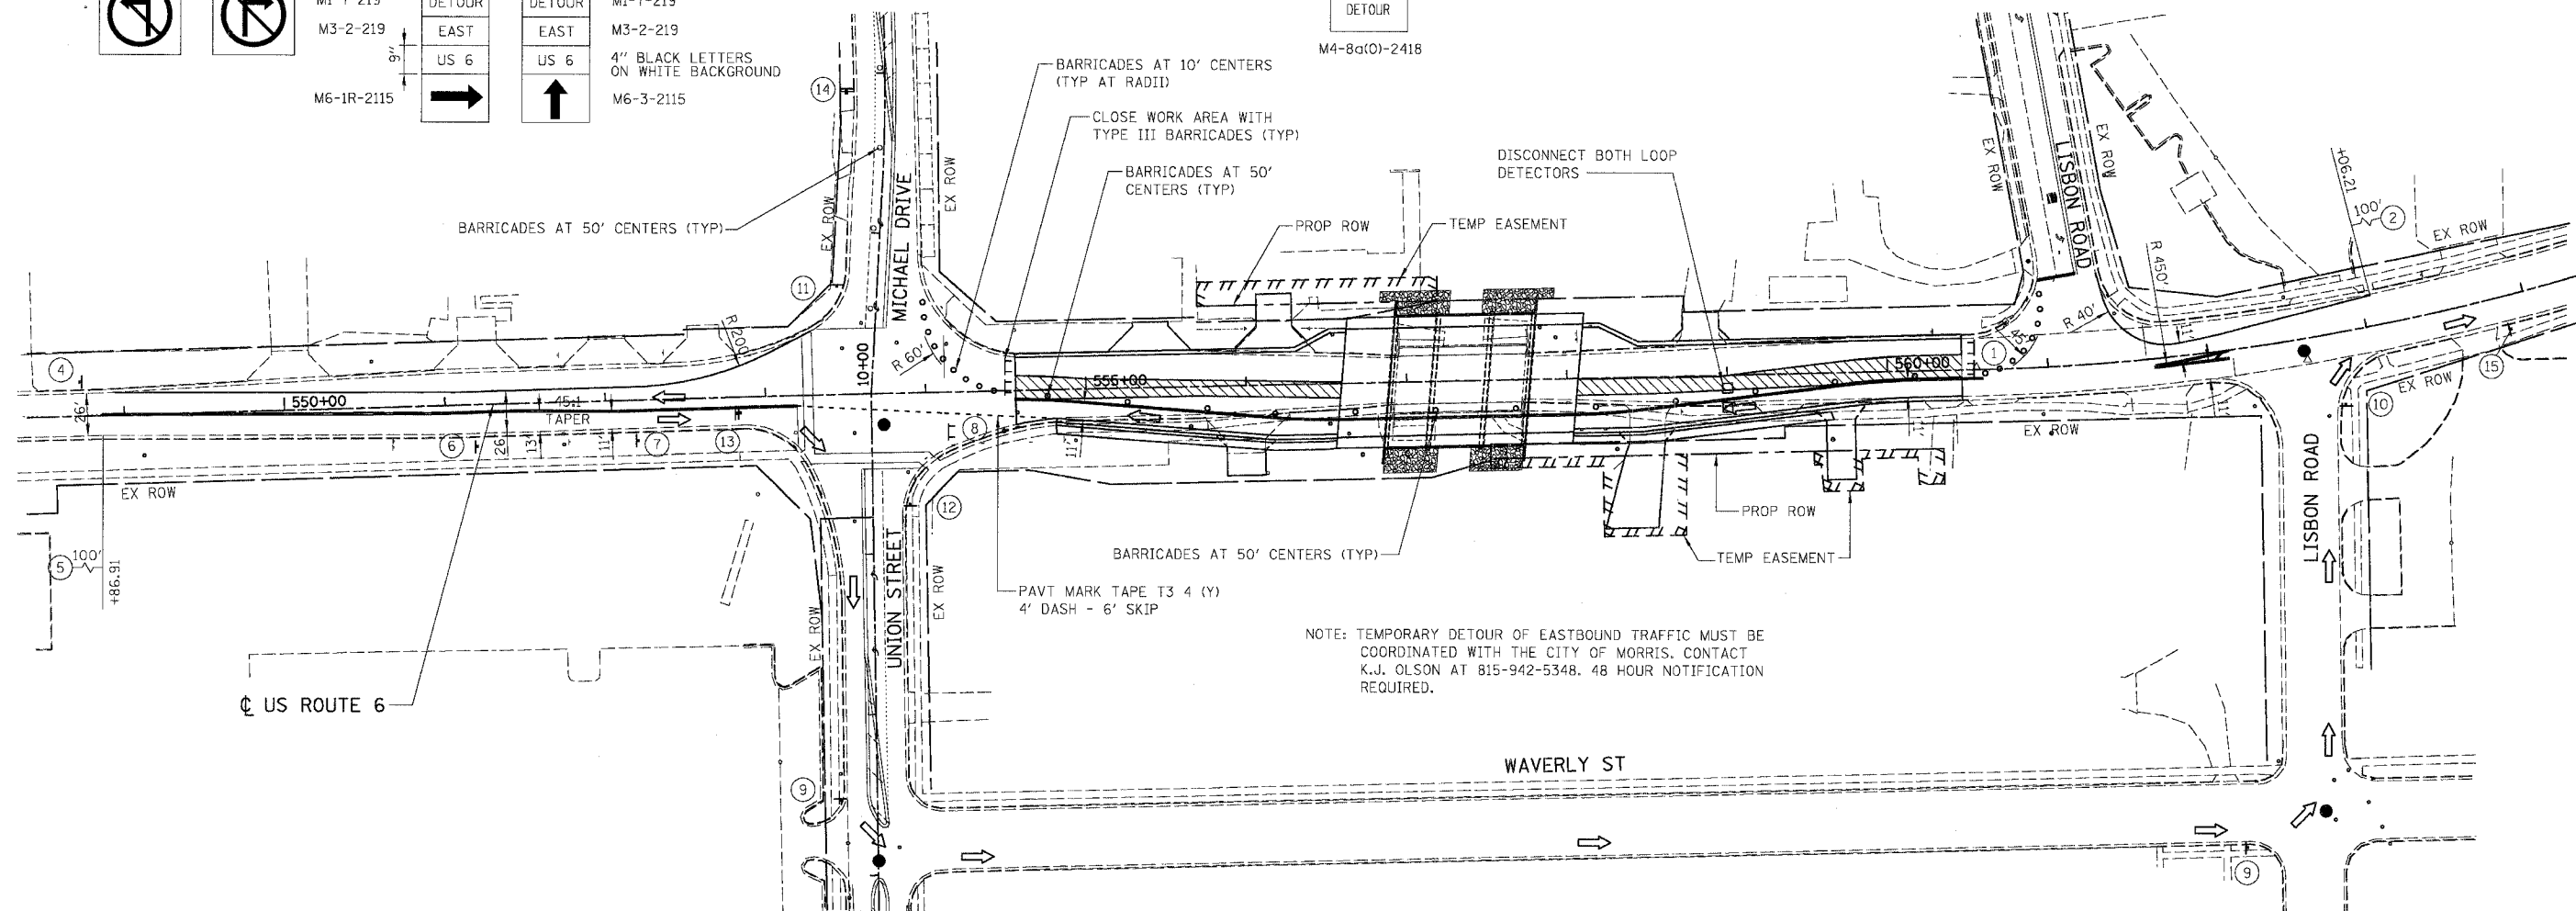 DETOUR
DETOUR
M3-2-219
EAST
EAST
M3-2-219
9"
US 6
US 6
4" BLACK LETTERS
ON WHITE BACKGROUND
M6-1R-2115
M6-3-2115
DETOUR
M4-8a(O)-2418
BARRICADES AT 10' CENTERS
(TYP AT RADII)
CLOSE WORK AREA WITH
TYPE III BARRICADES (TYP)
BARRICADES AT 50'
CENTERS (TYP)
DISCONNECT BOTH LOOP
DETECTORS
BARRICADES AT 50' CENTERS (TYP)
PROP ROW
TEMP EASEMENT
14
11
EX ROW
MICHAEL DRIVE
EX ROW
EX ROW
LISBON ROAD
EX ROW
+06.21
100'
2
EX ROW
R 450'
R 40'
45'
1
15
EX ROW
10
4
26'
550+00
R 200'
45:1
TAPER
6
26'
13'
11'
7
13
10+00
R 60'
8
555+00
11'
560+00
11'
11'
EX ROW
EX ROW
12
5
100'
+86.91
EX ROW
UNION STREET
EX ROW
BARRICADES AT 50' CENTERS (TYP)
PROP ROW
TEMP EASEMENT
LISBON ROAD
PAVT MARK TAPE T3 4 (Y)
4' DASH - 6' SKIP
NOTE: TEMPORARY DETOUR OF EASTBOUND TRAFFIC MUST BE
COORDINATED WITH THE CITY OF MORRIS. CONTACT
K.J. OLSON AT 815-942-5348. 48 HOUR NOTIFICATION
REQUIRED.
℄ US ROUTE 6
WAVERLY ST
9
9